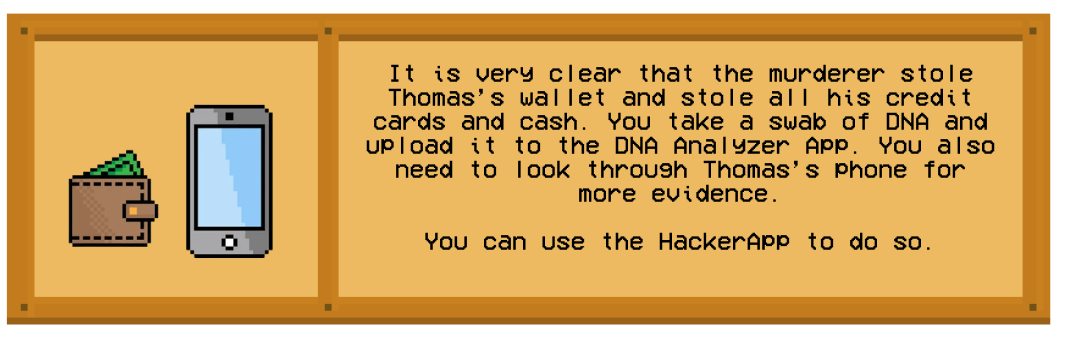 It is very clear that the murderer stole
Thomas's wallet and stole all his credit
cards and cash. You take a swab of DNA and
upload it to the DNA Analyzer App. You also
need to look through Thomas's phone for
more evidence.
You can use the HackerApp to do so.